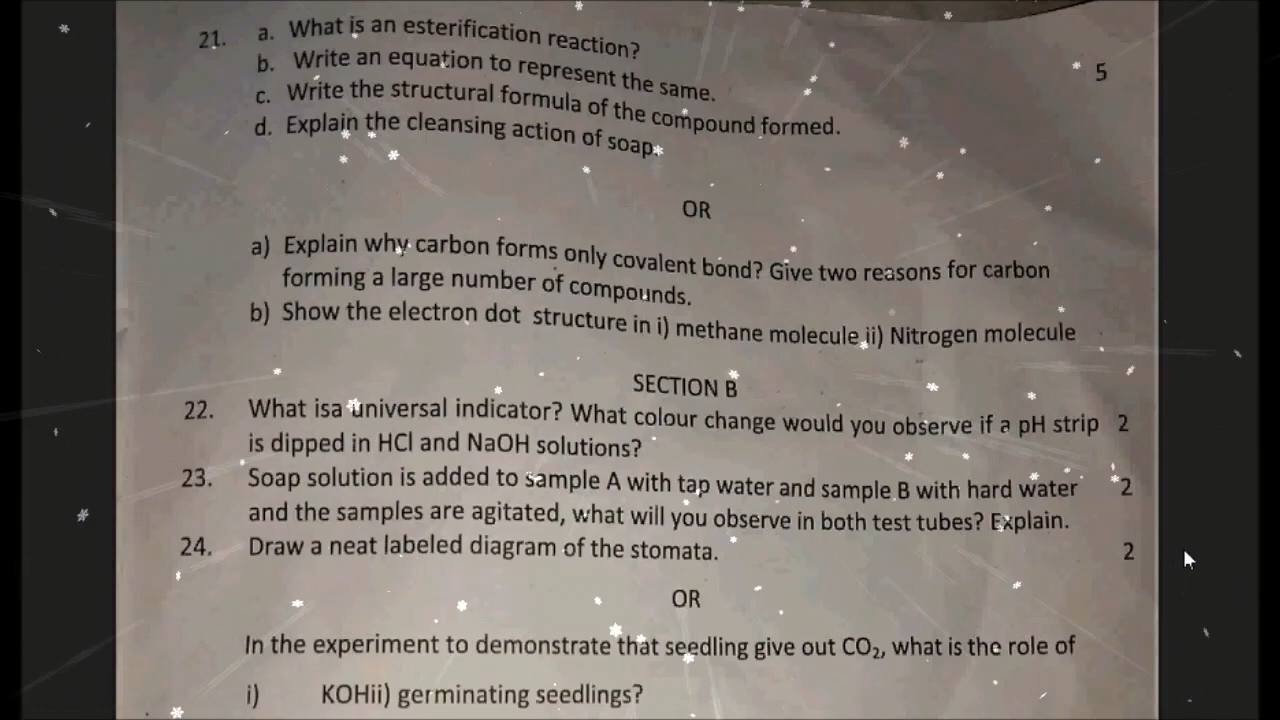 21. a. What is an esterification reaction?
b. Write an equation to represent the same. 5
c. Write the structural formula of the compound formed.
d. Explain the cleansing action of soap.
OR
a) Explain why carbon forms only covalent bond? Give two reasons for carbon
forming a large number of compounds.
b) Show the electron dot structure in i) methane molecule ii) Nitrogen molecule
SECTION B
22. What isa universal indicator? What colour change would you observe if a pH strip 2
is dipped in HCl and NaOH solutions?
23. Soap solution is added to sample A with tap water and sample B with hard water 2
and the samples are agitated, what will you observe in both test tubes? Explain.
24. Draw a neat labeled diagram of the stomata. 2
OR
In the experiment to demonstrate that seedling give out CO₂, what is the role of
i) KOHii) germinating seedlings?